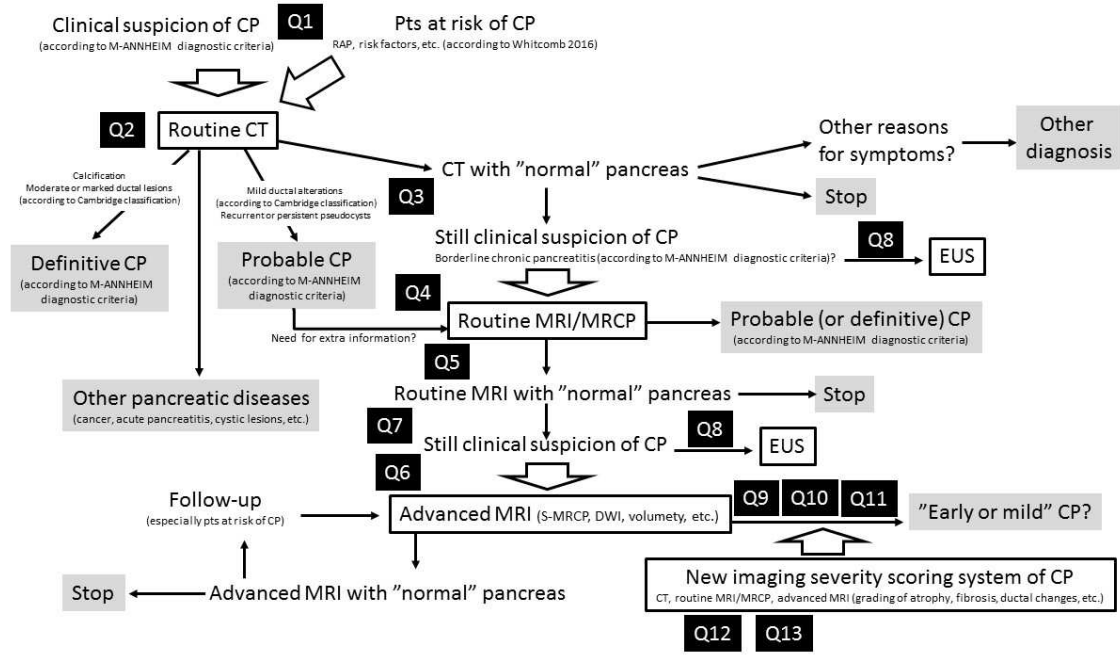 Clinical suspicion of CP
(according to M-ANNHEIM diagnostic criteria)
Q1
Pts at risk of CP
RAP, risk factors, etc. (according to Whitcomb 2016)
Q2
Routine CT
Calcification
Moderate or marked ductal lesions
(according to Cambridge classification)
Mild ductal alterations
(according to Cambridge classification)
Recurrent or persistent pseudocysts
Q3
CT with ”normal” pancreas
Other reasons
for symptoms?
Other
diagnosis
Stop
Definitive CP
(according to M-ANNHEIM
diagnostic criteria)
Probable CP
(according to M-ANNHEIM
diagnostic criteria)
Still clinical suspicion of CP
Borderline chronic pancreatitis (according to M-ANNHEIM diagnostic criteria)?
Q8
EUS
Q4
Routine MRI/MRCP
Need for extra information?
Q5
Probable (or definitive) CP
(according to M-ANNHEIM diagnostic criteria)
Other pancreatic diseases
(cancer, acute pancreatitis, cystic lesions, etc.)
Routine MRI with ”normal” pancreas
Stop
Q7
Still clinical suspicion of CP
Q8
EUS
Q6
Follow-up
(especially pts at risk of CP)
Advanced MRI (S-MRCP, DWI, volumety, etc.)
Q9
Q10
Q11
”Early or mild” CP?
Stop
Advanced MRI with ”normal” pancreas
New imaging severity scoring system of CP
CT, routine MRI/MRCP, advanced MRI (grading of atrophy, fibrosis, ductal changes, etc.)
Q12
Q13